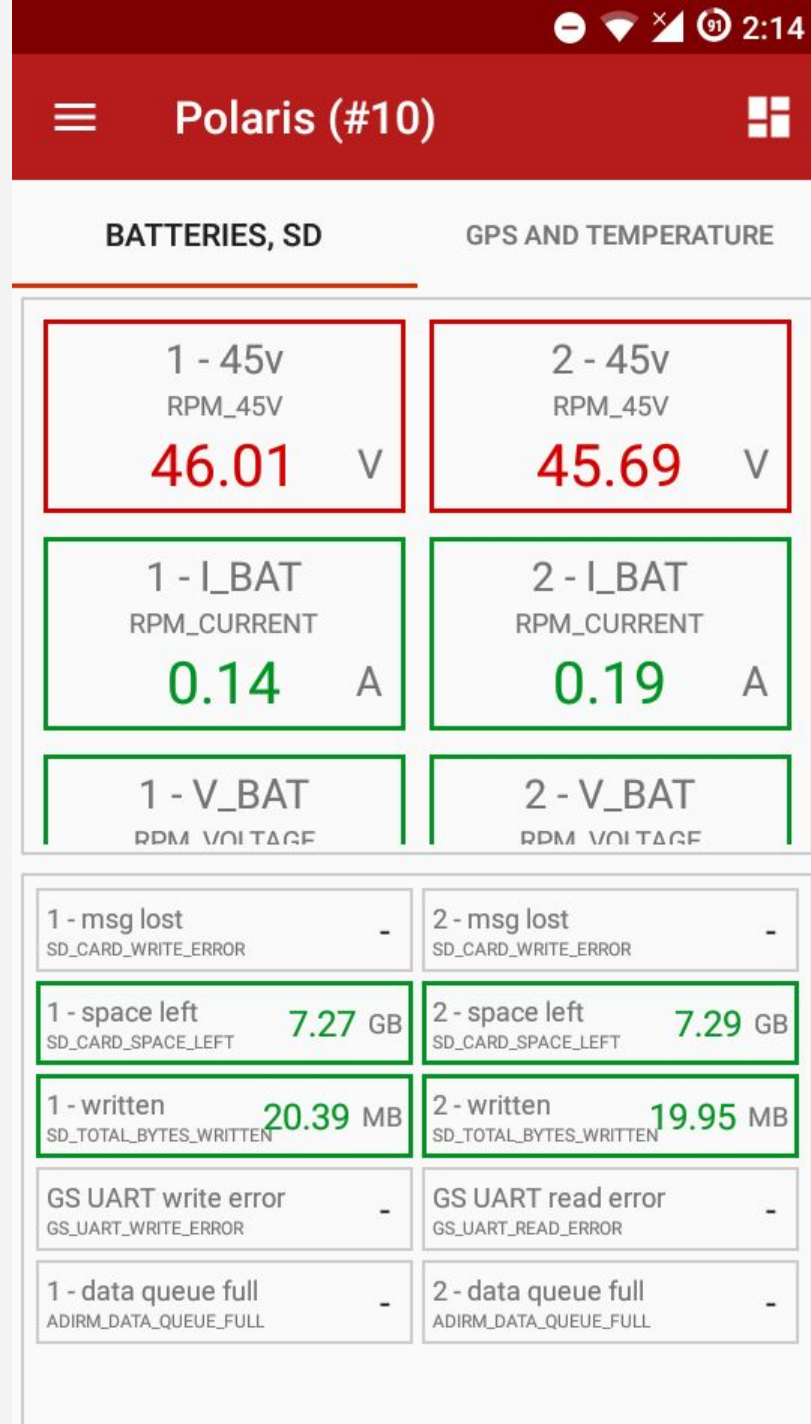 91 2:14
Polaris (#10)
BATTERIES, SD GPS AND TEMPERATURE
1 - 45v
RPM_45V
46.01 V
2 - 45v
RPM_45V
45.69 V
1 - I_BAT
RPM_CURRENT
0.14 A
2 - I_BAT
RPM_CURRENT
0.19 A
1 - V_BAT
RPM_VOLTAGE
2 - V_BAT
RPM_VOLTAGE
1 - msg lost
SD_CARD_WRITE_ERROR
-
2 - msg lost
SD_CARD_WRITE_ERROR
-
1 - space left
SD_CARD_SPACE_LEFT
7.27 GB
2 - space left
SD_CARD_SPACE_LEFT
7.29 GB
1 - written
SD_TOTAL_BYTES_WRITTEN
20.39 MB
2 - written
SD_TOTAL_BYTES_WRITTEN
19.95 MB
GS UART write error
GS_UART_WRITE_ERROR
-
GS UART read error
GS_UART_READ_ERROR
-
1 - data queue full
ADIRM_DATA_QUEUE_FULL
-
2 - data queue full
ADIRM_DATA_QUEUE_FULL
-